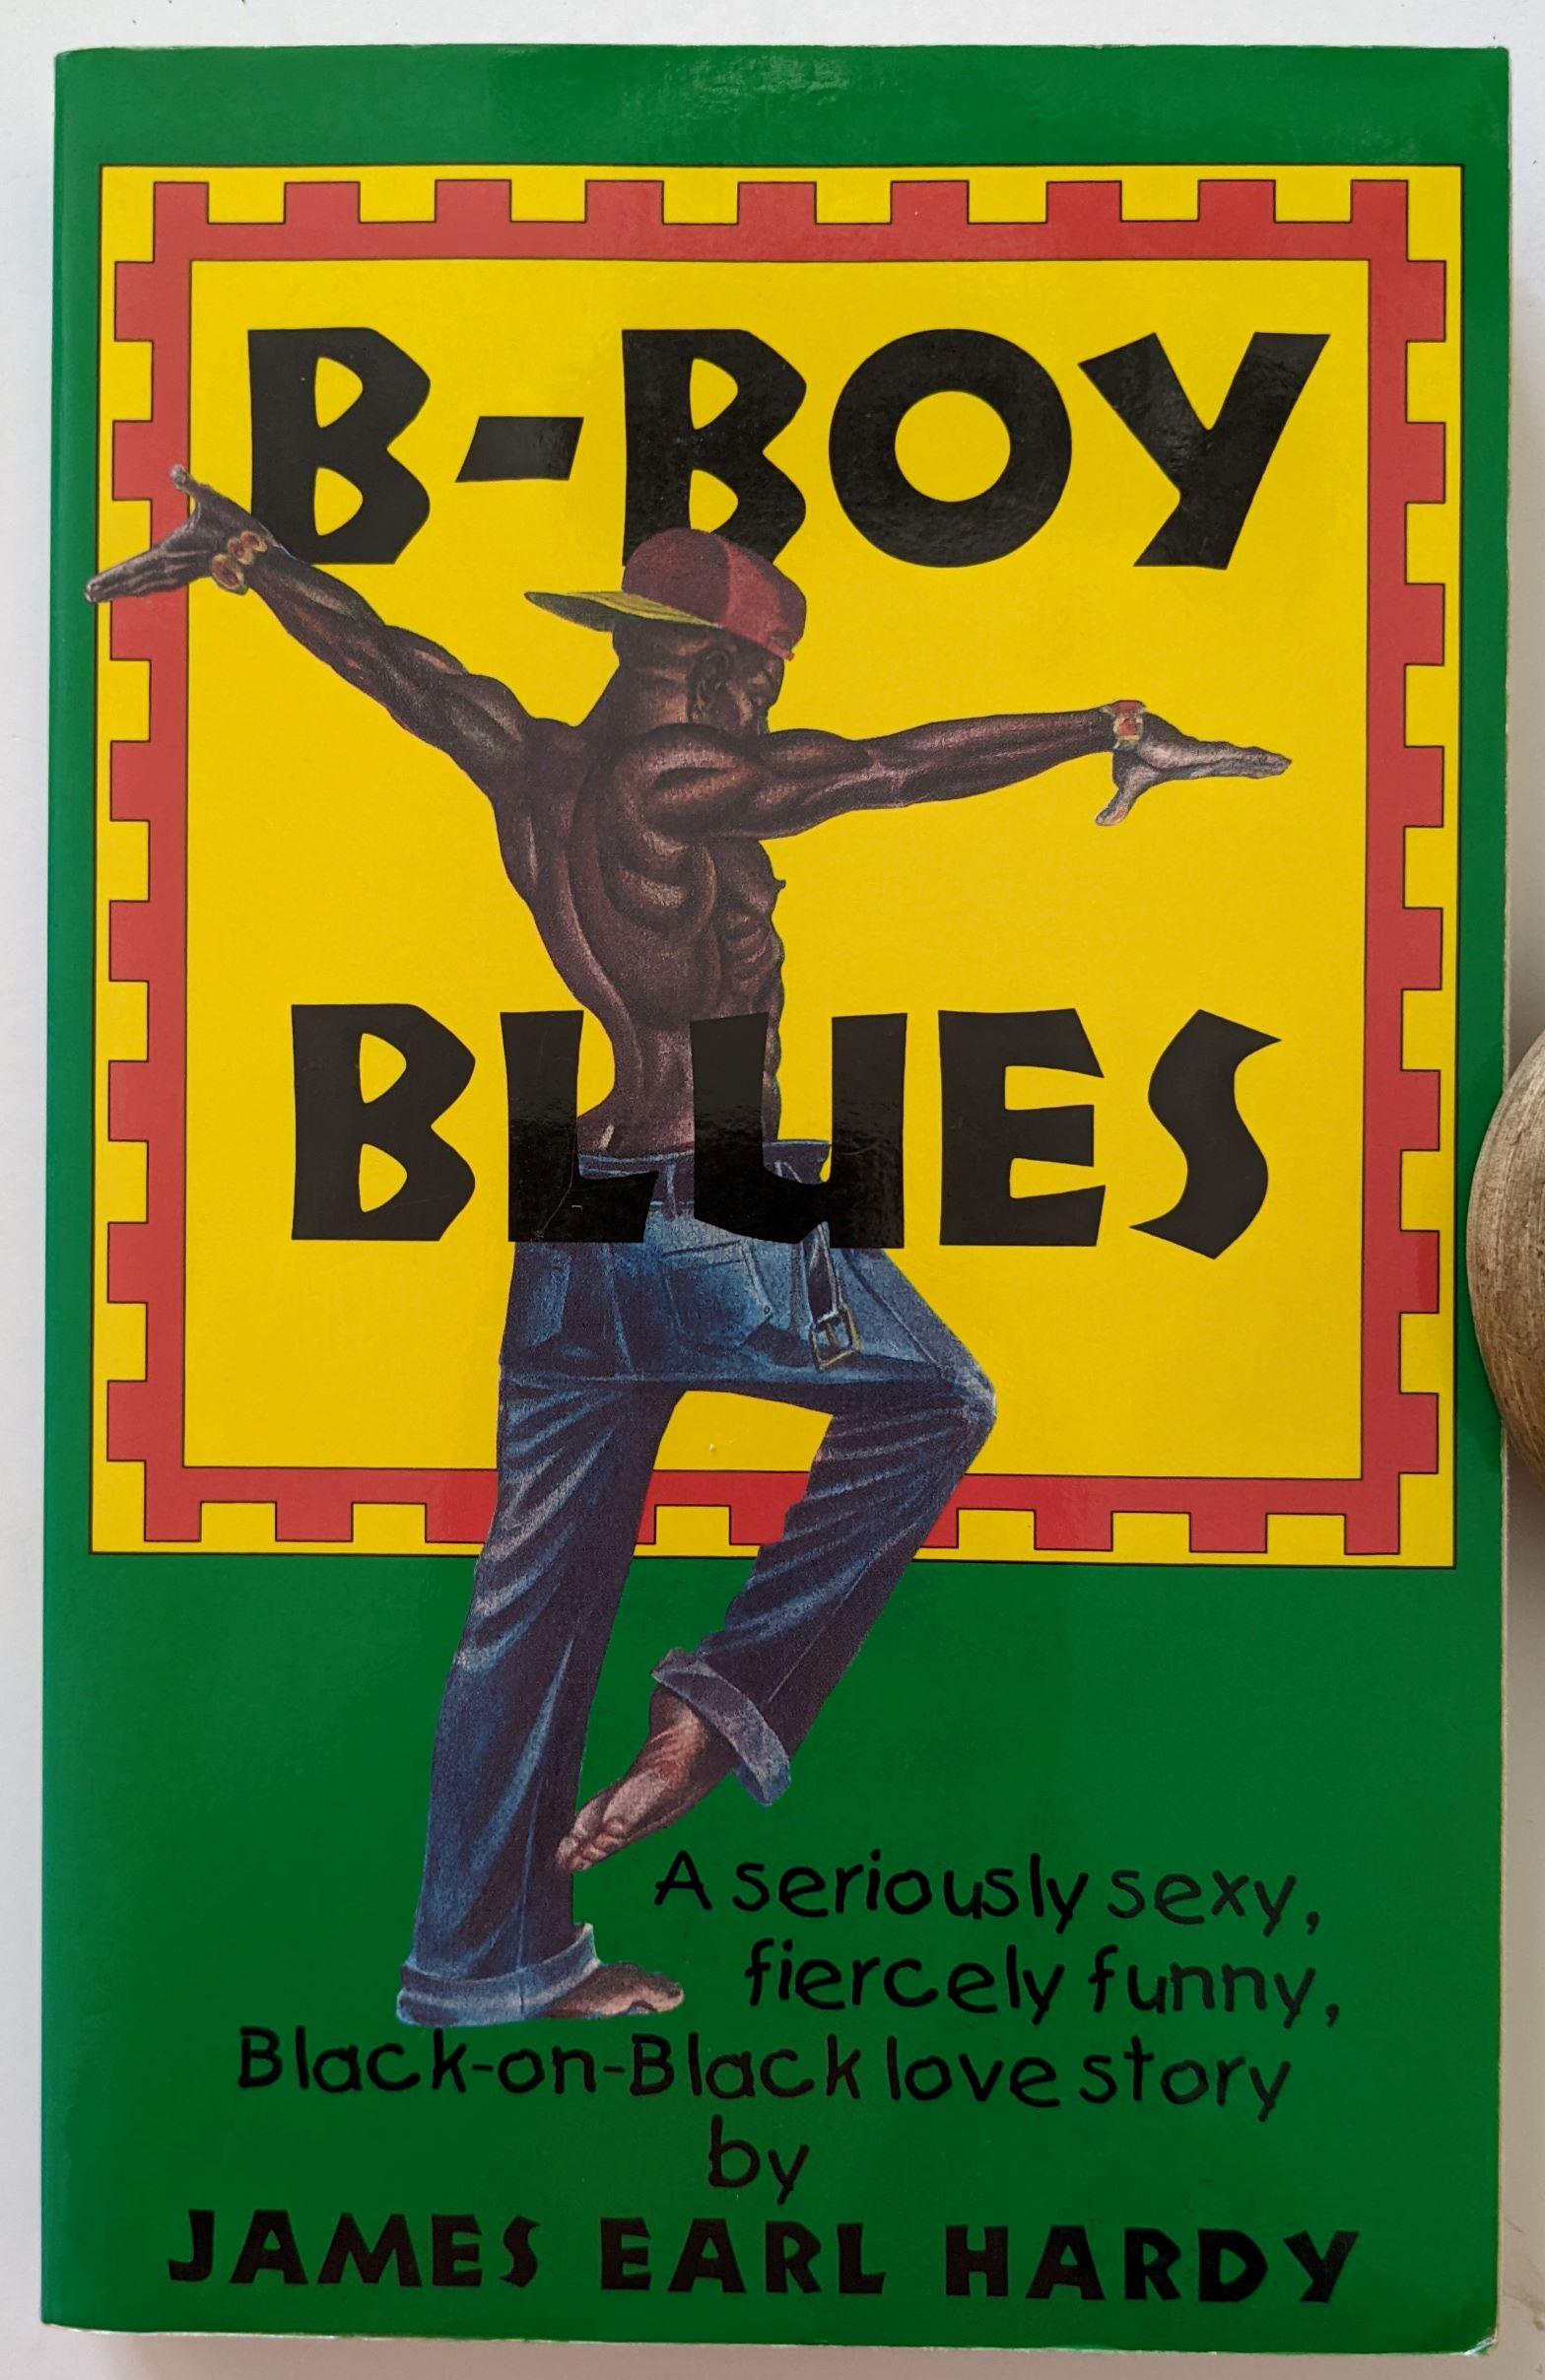 B-BOY
BLUES
A seriously sexy,
fiercely funny,
Black-on-Black love story
by
JAMES EARL HARDY